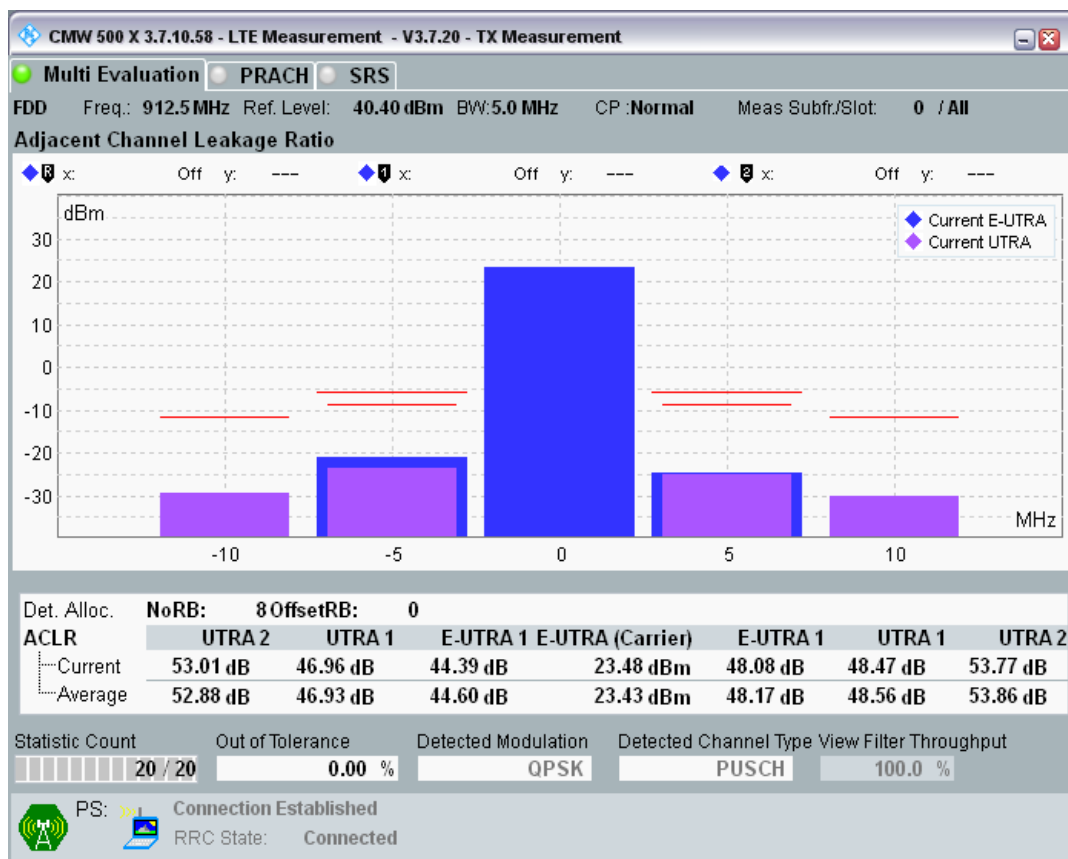 CMW 500 X 3.7.10.58 - LTE Measurement - V3.7.20 - TX Measurement
Multi Evaluation PRACH SRS
FDD Freq.: 912.5 MHz Ref. Level: 40.40 dBm BW:5.0 MHz CP :Normal Meas Subfr./Slot: 0 / All
Adjacent Channel Leakage Ratio
R x: Off y: --- 1 x: Off y: --- 2 x: Off y: ---
dBm
Current E-UTRA
Current UTRA
30
20
10
0
-10
-20
-30
MHz
-10 -5 0 5 10
Det. Alloc. NoRB: 8 OffsetRB: 0
ACLR UTRA 2 UTRA 1 E-UTRA 1 E-UTRA (Carrier) E-UTRA 1 UTRA 1 UTRA 2
Current 53.01 dB 46.96 dB 44.39 dB 23.48 dBm 48.08 dB 48.47 dB 53.77 dB
Average 52.88 dB 46.93 dB 44.60 dB 23.43 dBm 48.17 dB 48.56 dB 53.86 dB
Statistic Count Out of Tolerance Detected Modulation Detected Channel Type View Filter Throughput
20 / 20 0.00 % QPSK PUSCH 100.0 %
PS: Connection Established
RRC State: Connected